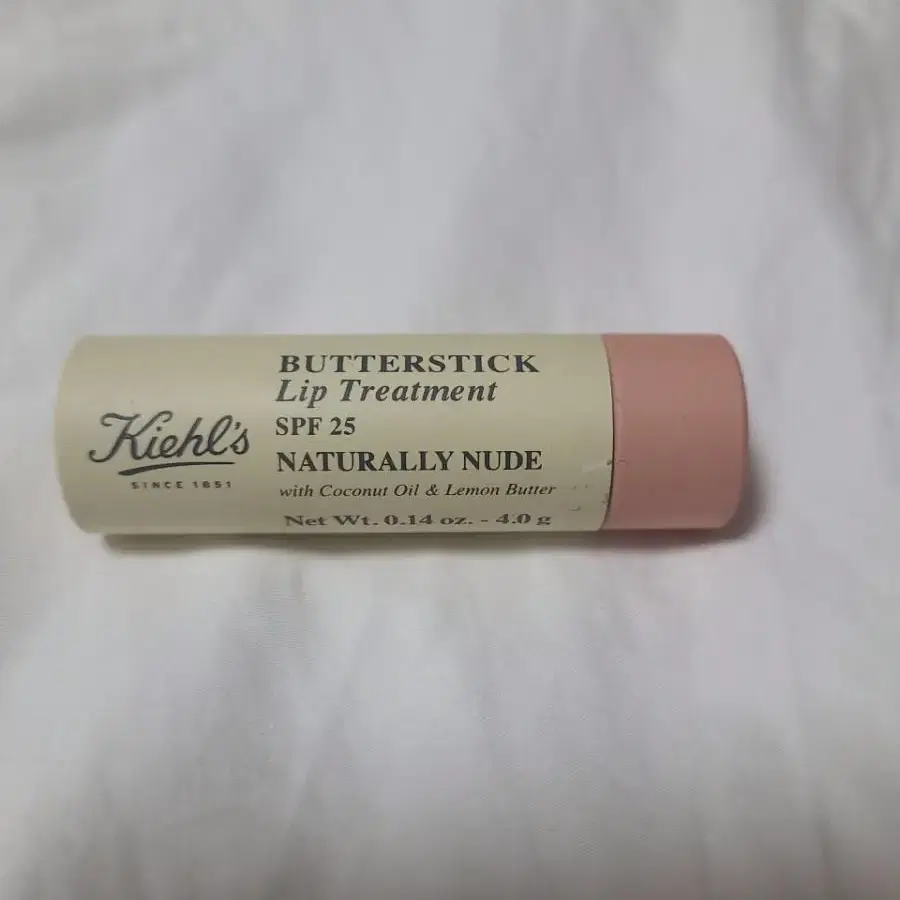 Kiehl's
SINCE 1851
BUTTERSTICK
Lip Treatment
SPF 25
NATURALLY NUDE
with Coconut Oil & Lemon Butter
Net Wt. 0.14 oz. - 4.0 g